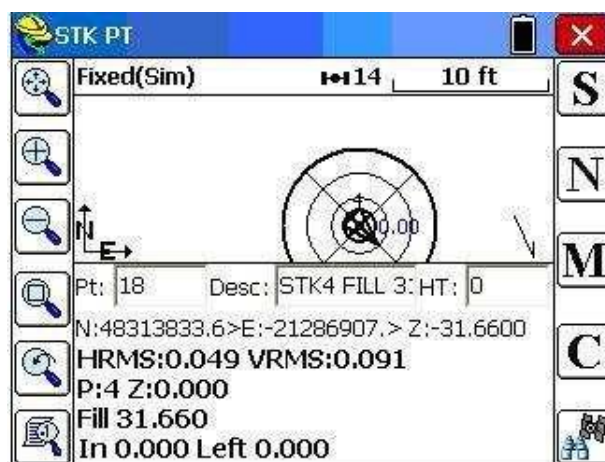 STK PT
Fixed(Sim) 14 10 ft
S
N
M
C
4
0.00
N
E
Pt: 18 Desc: STK4 FILL 3: HT: 0
N:48313833.6>E:-21286907.> Z:-31.6600
HRMS:0.049 VRMS:0.091
P:4 Z:0.000
Fill 31.660
In 0.000 Left 0.000